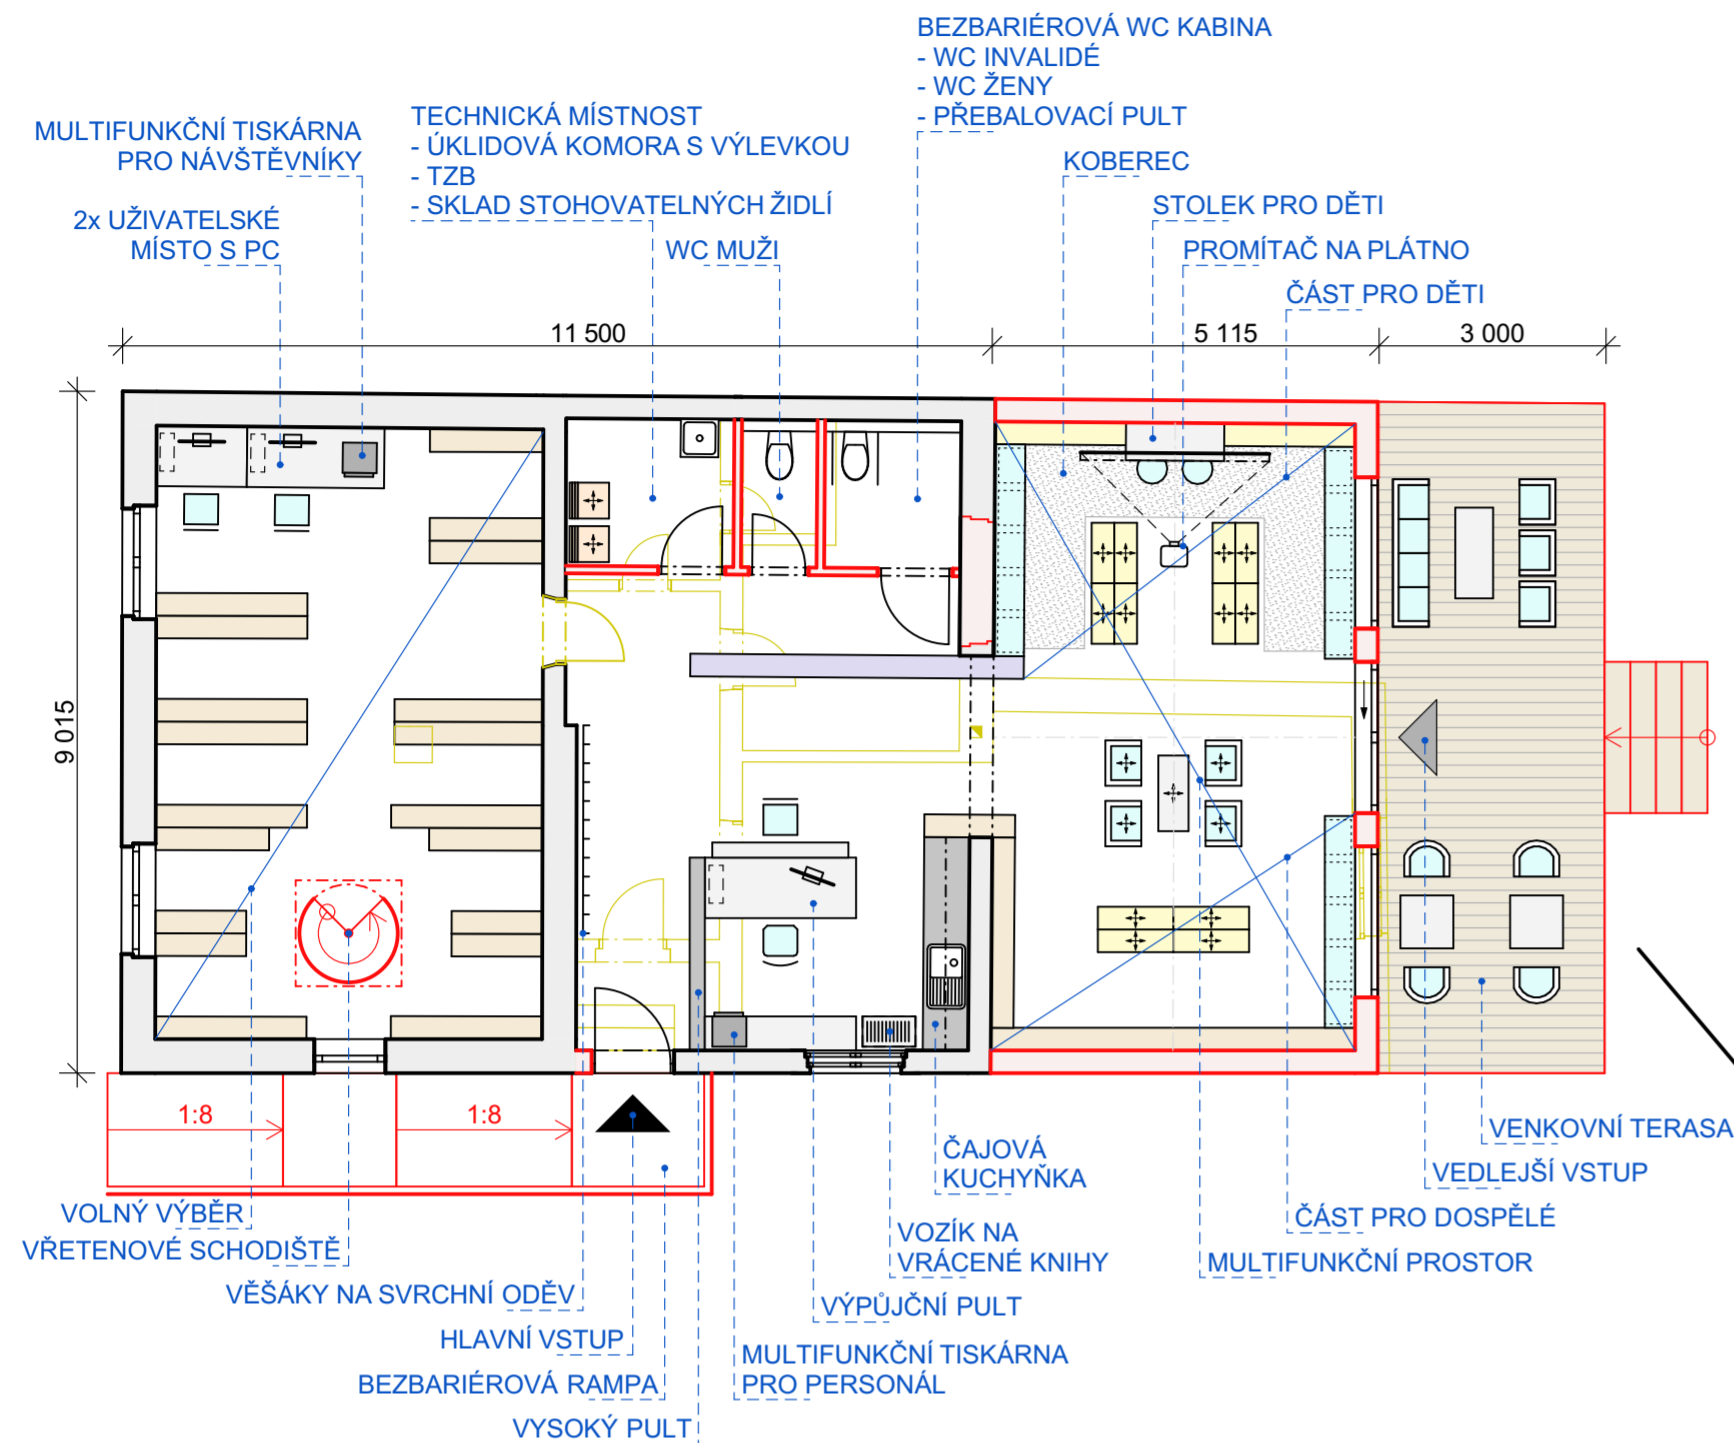 BEZBARIÉROVÁ WC KABINA
- WC INVALIDÉ
- WC ŽENY
- PŘEBALOVACÍ PULT
TECHNICKÁ MÍSTNOST
- ÚKLIDOVÁ KOMORA S VÝLEVKOU
- TZB
- SKLAD STOHOVATELNÝCH ŽIDLÍ
MULTIFUNKČNÍ TISKÁRNA
PRO NÁVŠTĚVNÍKY
KOBEREC
2x UŽIVATELSKÉ
MÍSTO S PC
STOLEK PRO DĚTI
WC MUŽI
PROMÍTAČ NA PLÁTNO
ČÁST PRO DĚTI
11 500
5 115
3 000
9 015
1:8
1:8
VENKOVNÍ TERASA
VEDLEJŠÍ VSTUP
ČAJOVÁ
KUCHYŇKA
VOLNÝ VÝBĚR
ČÁST PRO DOSPĚLÉ
VŘETENOVÉ SCHODIŠTĚ
VOZÍK NA
VRÁCENÉ KNIHY
MULTIFUNKČNÍ PROSTOR
VĚŠÁKY NA SVRCHNÍ ODĚV
VÝPŮJČNÍ PULT
HLAVNÍ VSTUP
MULTIFUNKČNÍ TISKÁRNA
PRO PERSONÁL
BEZBARIÉROVÁ RAMPA
VYSOKÝ PULT